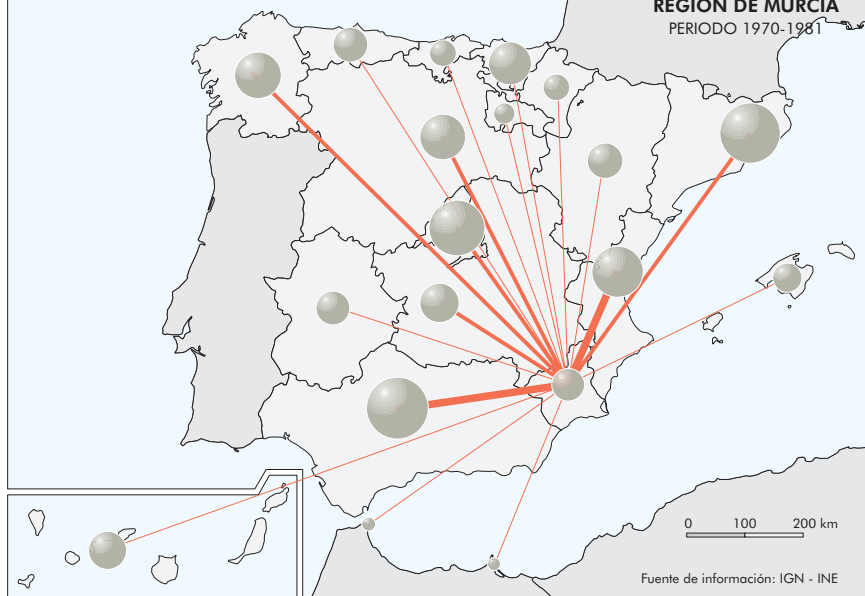 REGIÓN DE MURCIA
PERIODO 1970-1981
0 100 200 km
Fuente de información: IGN - INE